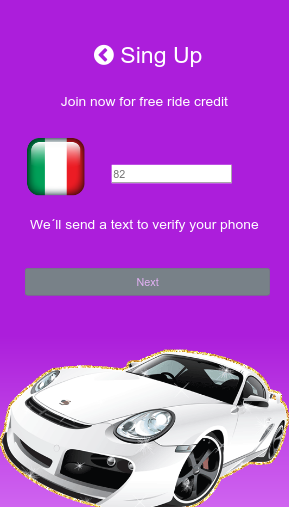 Sing Up
Join now for free ride credit
82
We´ll send a text to verify your phone
Next